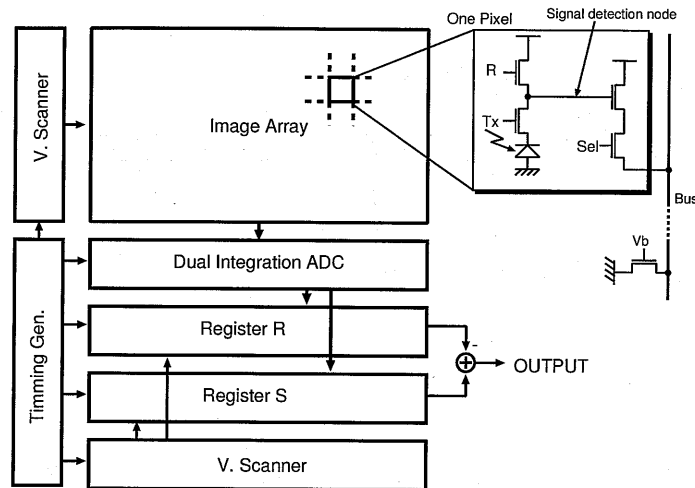 One Pixel
Signal detection node
R
Tx
Sel
Bus
Vb
V. Scanner
Image Array
Timming Gen.
Dual Integration ADC
Register R
-
+
OUTPUT
Register S
V. Scanner